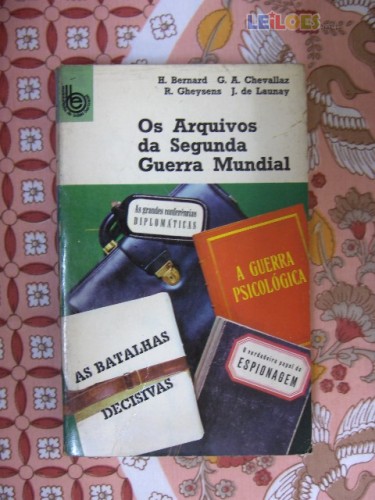 LEiLOES
H. Bernard G. A. Chevallaz
R. Gheysens J. de Launay
Os Arquivos
da Segunda
Guerra Mundial
As grandes conferências
DIPLOMÁTICAS
A GUERRA
PSICOLÓGICA
AS BATALHAS
DECISIVAS
O verdadeiro papel da
ESPIONAGEM